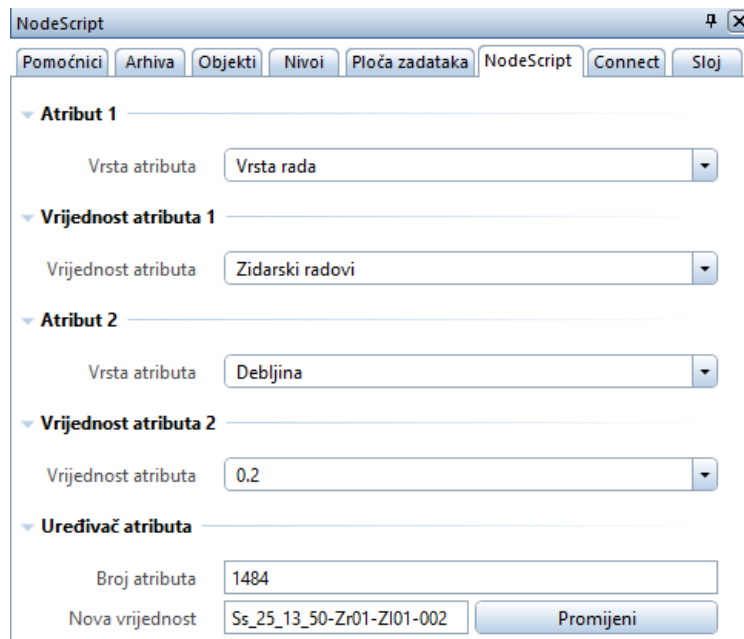 NodeScript
Pomoćnici Arhiva Objekti Nivoi Ploča zadataka NodeScript Connect Sloj
Atribut 1
Vrsta atributa Vrsta rada
Vrijednost atributa 1
Vrijednost atributa Zidarski radovi
Atribut 2
Vrsta atributa Debljina
Vrijednost atributa 2
Vrijednost atributa 0.2
Uređivač atributa
Broj atributa 1484
Nova vrijednost Ss_25_13_50-Zr01-Zl01-002 Promijeni